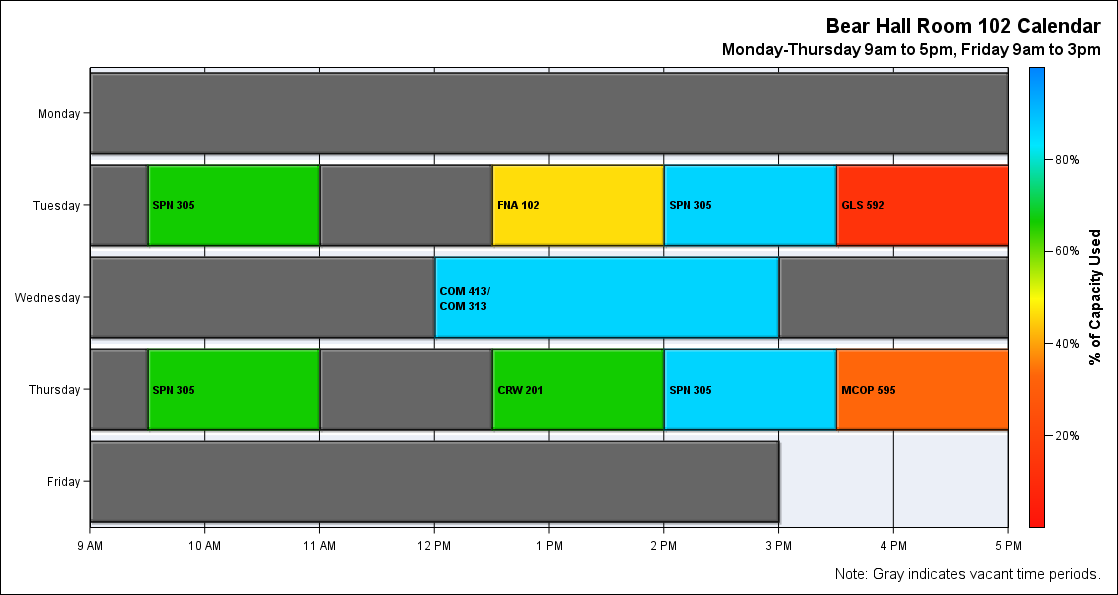 Bear Hall Room 102 Calendar
Monday-Thursday 9am to 5pm, Friday 9am to 3pm
Monday
Tuesday
SPN 305
FNA 102
SPN 305
GLS 592
Wednesday
COM 413/
COM 313
Thursday
SPN 305
CRW 201
SPN 305
MCOP 595
Friday
9 AM
10 AM
11 AM
12 PM
1 PM
2 PM
3 PM
4 PM
5 PM
80%
60%
40%
20%
% of Capacity Used
Note: Gray indicates vacant time periods.